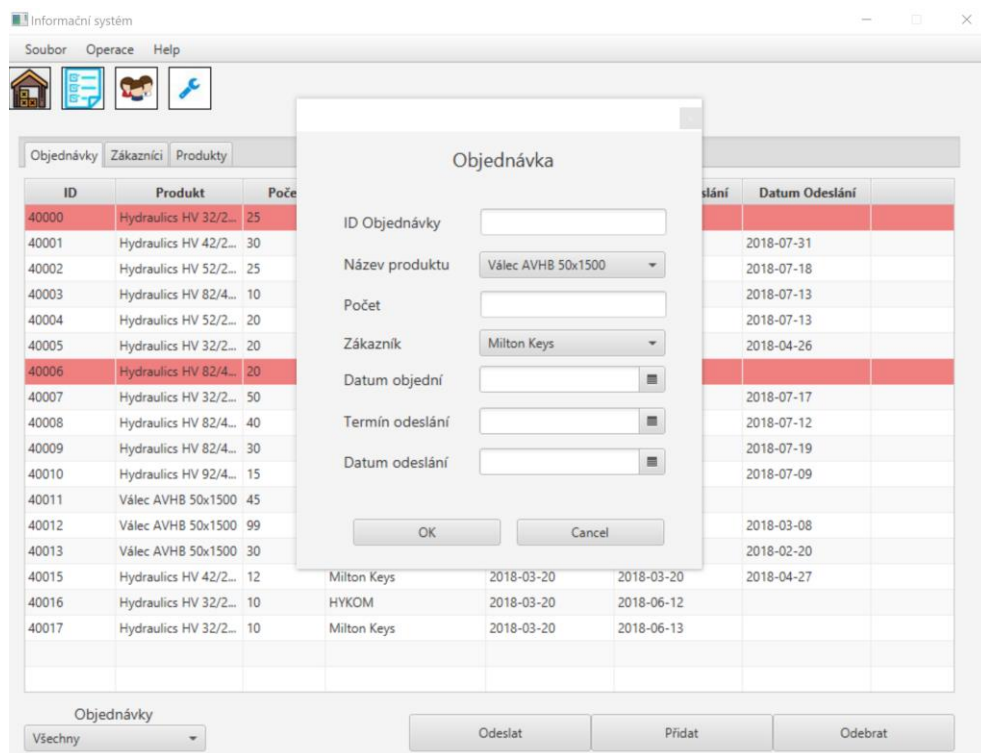 Informační systém
Soubor Operace Help
Objednávky Zákazníci Produkty
Objednávka
ID Objednávky
Název produktu Válec AVHB 50x1500
Počet
Zákazník Milton Keys
Datum objední
Termín odeslání
Datum odeslání
OK Cancel
ID Produkt Poče slání Datum Odeslání
40000 Hydraulics HV 32/2... 25
40001 Hydraulics HV 42/2... 30 2018-07-31
40002 Hydraulics HV 52/2... 25 2018-07-18
40003 Hydraulics HV 82/4... 10 2018-07-13
40004 Hydraulics HV 52/2... 20 2018-07-13
40005 Hydraulics HV 32/2... 20 2018-04-26
40006 Hydraulics HV 82/4... 20
40007 Hydraulics HV 32/2... 50 2018-07-17
40008 Hydraulics HV 82/4... 40 2018-07-12
40009 Hydraulics HV 82/4... 30 2018-07-19
40010 Hydraulics HV 92/4... 15 2018-07-09
40011 Válec AVHB 50x1500 45
40012 Válec AVHB 50x1500 99 2018-03-08
40013 Válec AVHB 50x1500 30 2018-02-20
40015 Hydraulics HV 42/2... 12 Milton Keys 2018-03-20 2018-03-20 2018-04-27
40016 Hydraulics HV 32/2... 10 HYKOM 2018-03-20 2018-06-12
40017 Hydraulics HV 32/2... 10 Milton Keys 2018-03-20 2018-06-13
Objednávky
Všechny Odeslat Přidat Odebrat